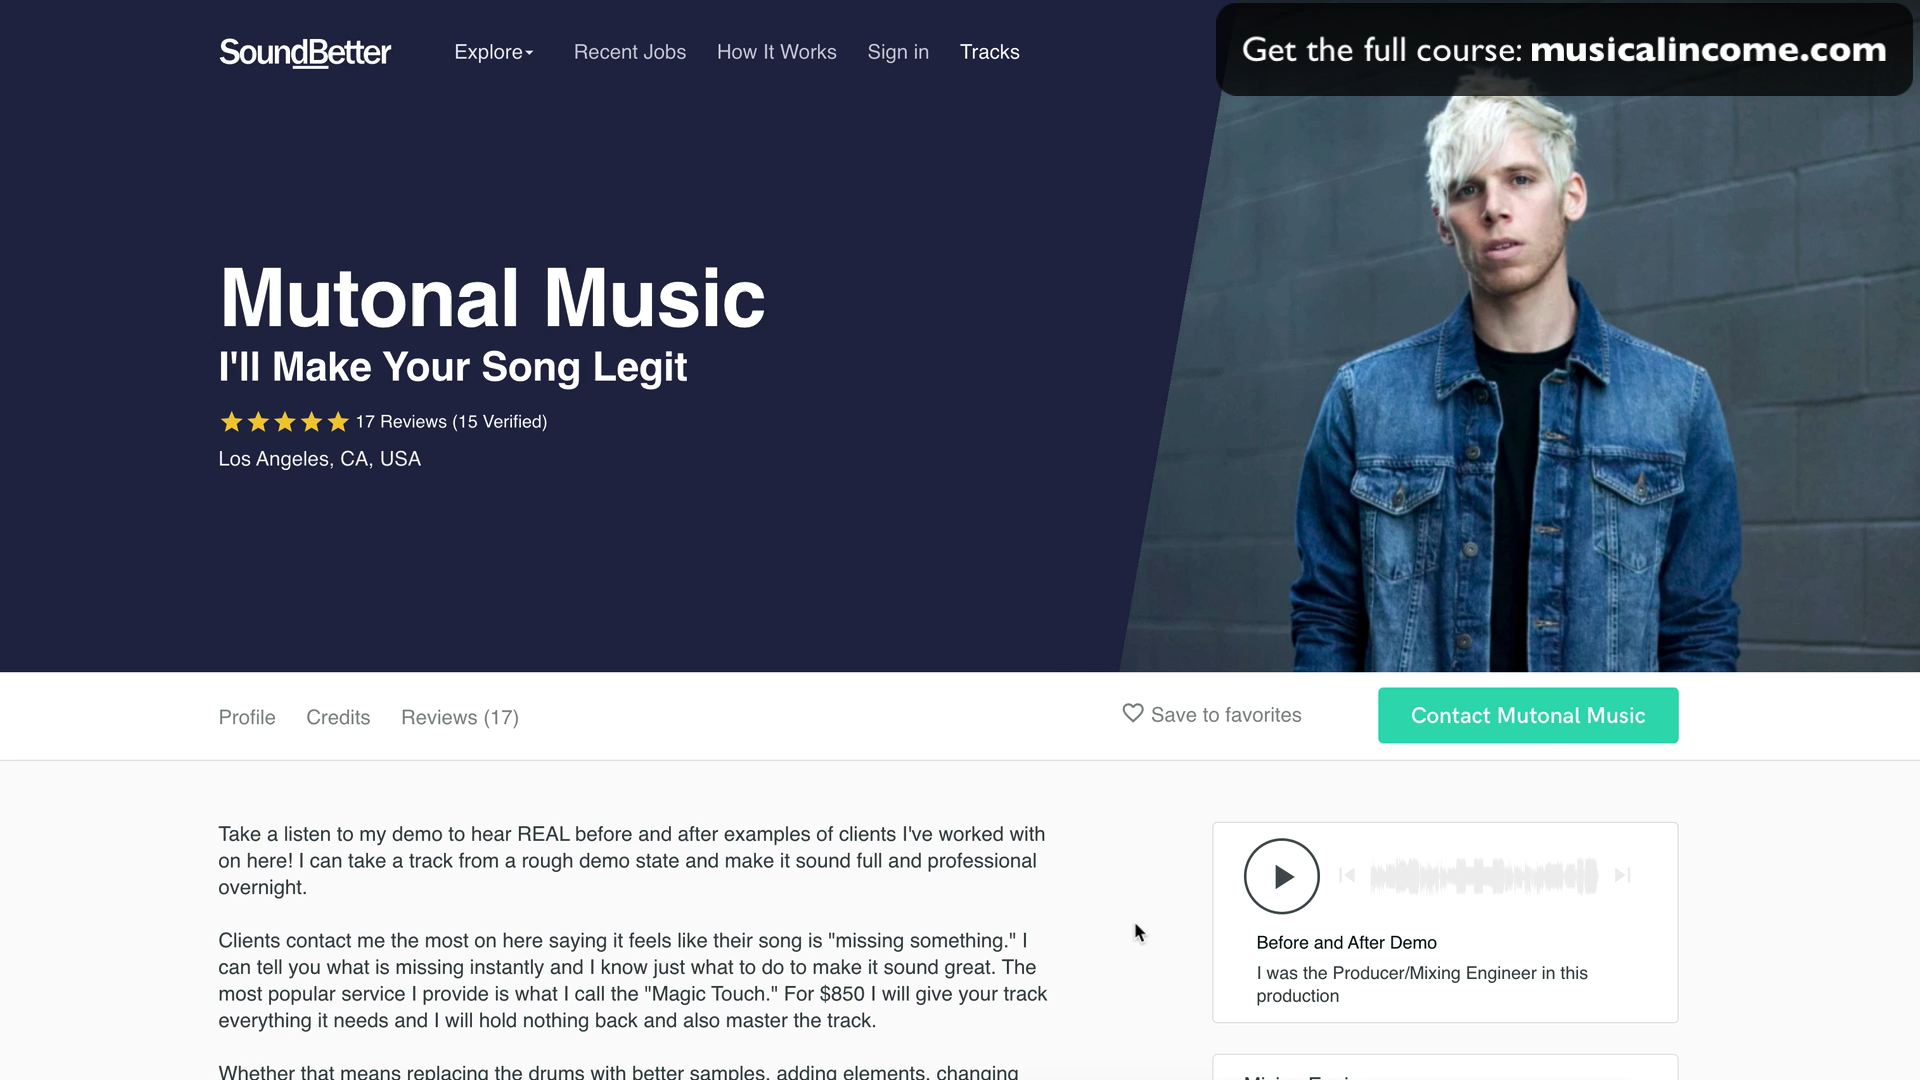 SoundBetter Explore Recent Jobs How It Works Sign in Tracks
Get the full course: musicalincome.com
Mutonal Music
I'll Make Your Song Legit
17 Reviews (15 Verified)
Los Angeles, CA, USA
Profile Credits Reviews (17)
Save to favorites
Contact Mutonal Music
Take a listen to my demo to hear REAL before and after examples of clients I've worked with
on here! I can take a track from a rough demo state and make it sound full and professional
overnight.
Clients contact me the most on here saying it feels like their song is "missing something." I
can tell you what is missing instantly and I know just what to do to make it sound great. The
most popular service I provide is what I call the "Magic Touch." For $850 I will give your track
everything it needs and I will hold nothing back and also master the track.
Whether that means replacing the drums with better samples, adding elements, changing
Before and After Demo
I was the Producer/Mixing Engineer in this
production